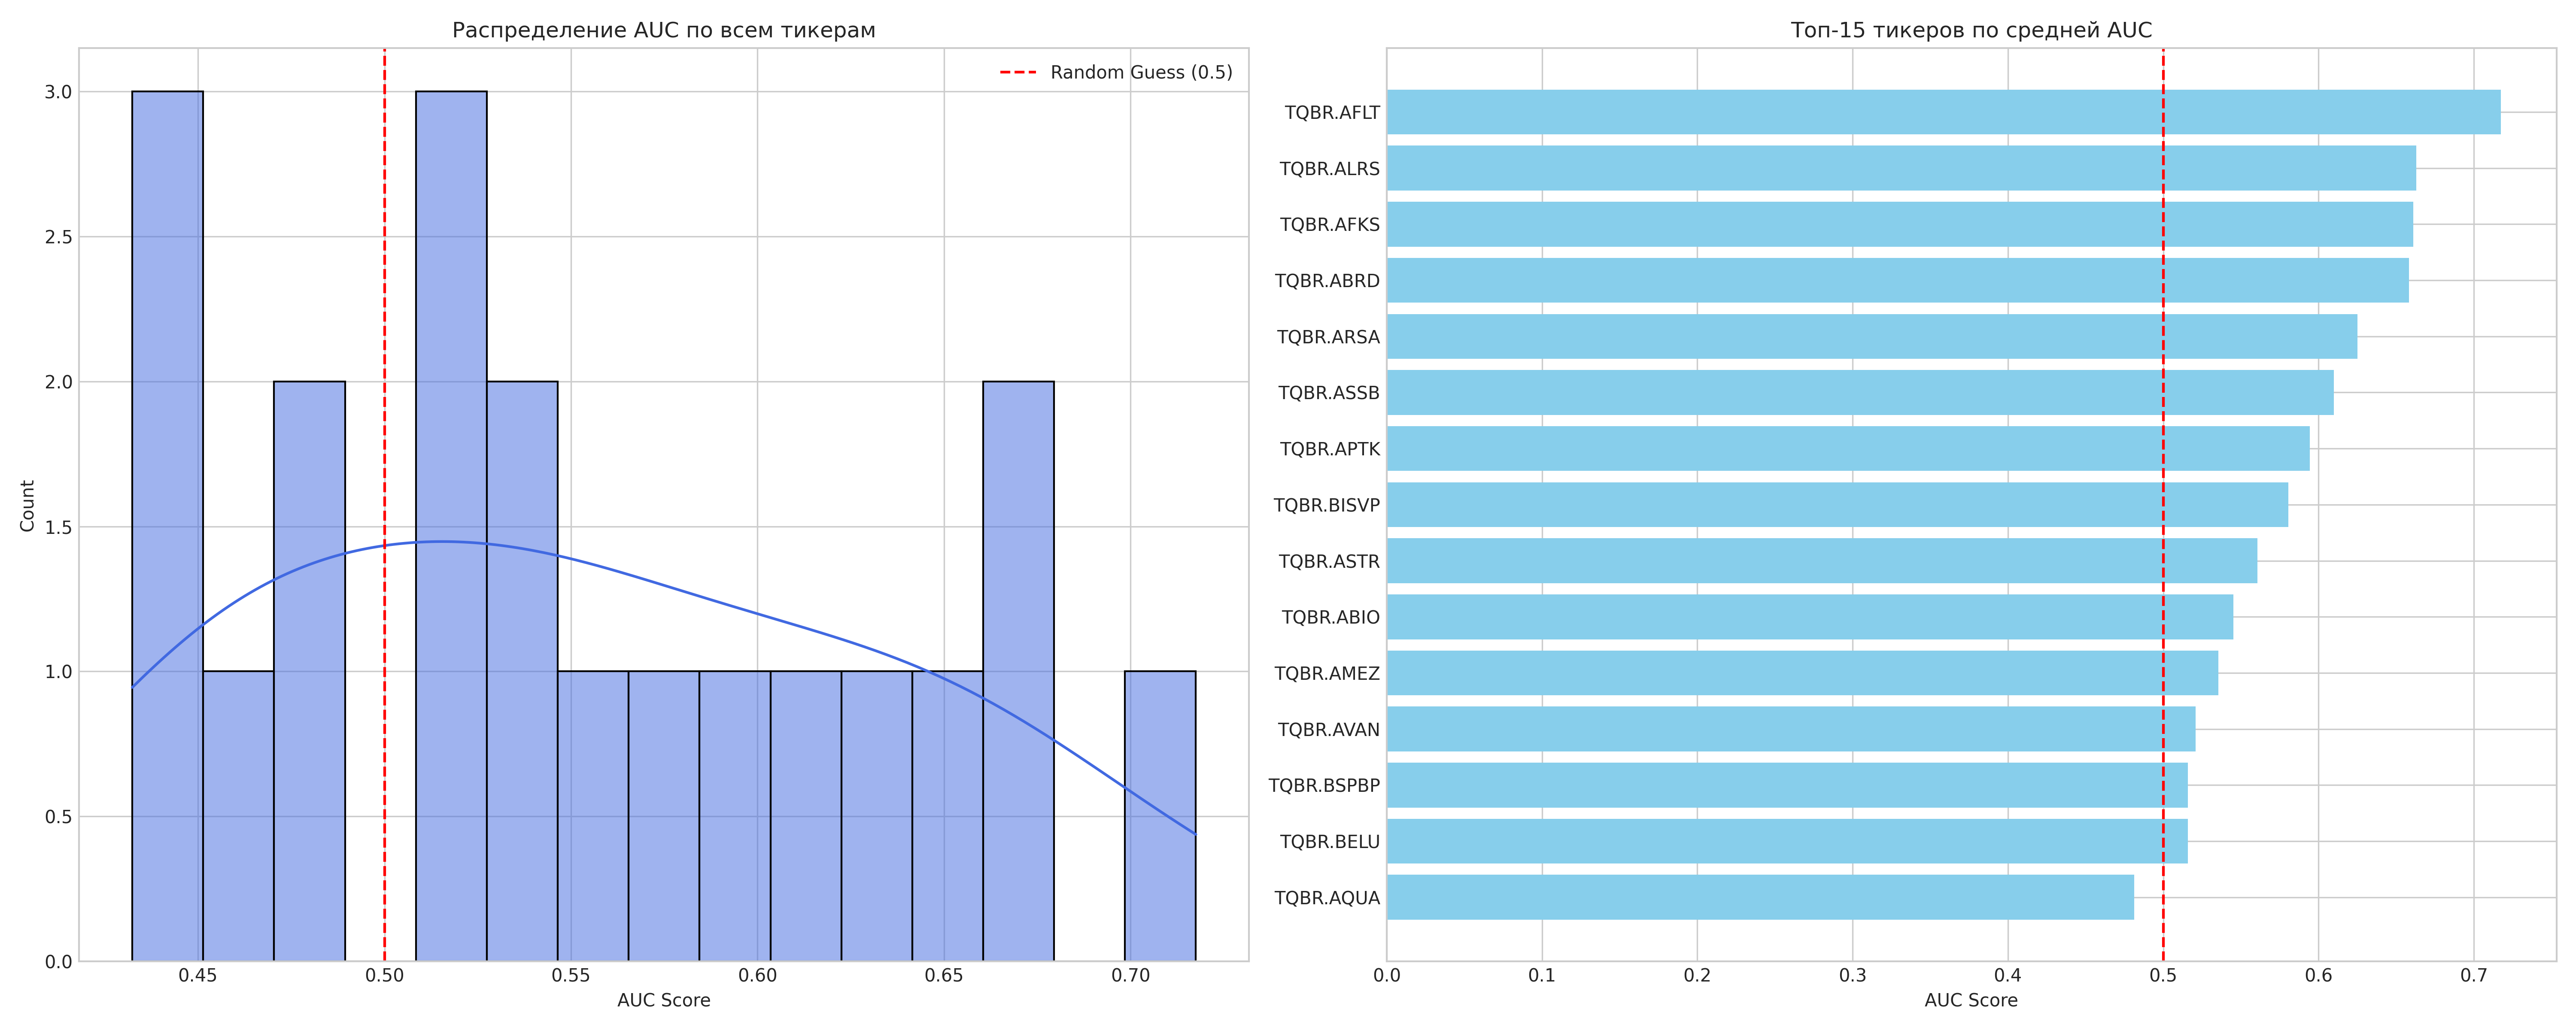 Распределение AUC по всем тикерам
Random Guess (0.5)
3.0
2.5
2.0
1.5
1.0
0.5
0.0
Count
0.45 0.50 0.55 0.60 0.65 0.70
AUC Score
Топ-15 тикеров по средней AUC
TQBR.AFLT
TQBR.ALRS
TQBR.AFKS
TQBR.ABRD
TQBR.ARSA
TQBR.ASSB
TQBR.APTK
TQBR.BISVP
TQBR.ASTR
TQBR.ABIO
TQBR.AMEZ
TQBR.AVAN
TQBR.BSPBP
TQBR.BELU
TQBR.AQUA
0.0 0.1 0.2 0.3 0.4 0.5 0.6 0.7
AUC Score